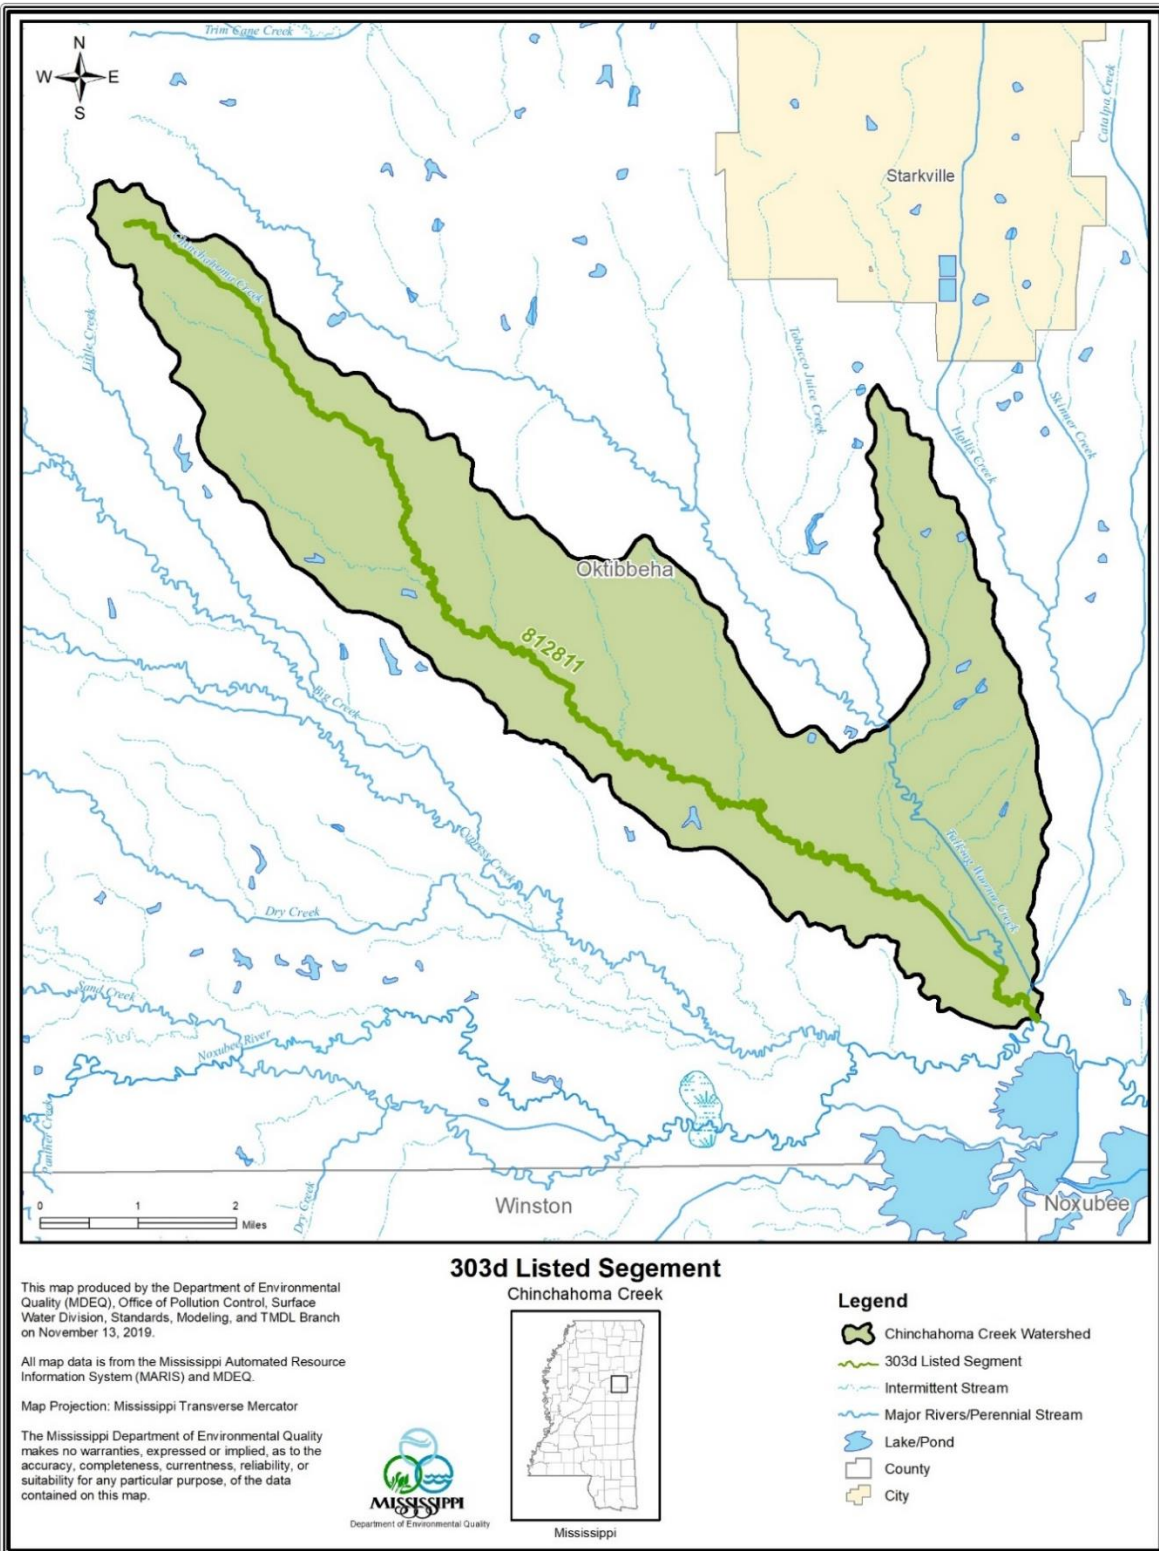 Trim Cane Creek
N
W E
S
Catalpa Creek
Starkville
Chinchahoma Creek
Little Creek
Tobacco Juice Creek
Skinner Creek
Hollis Creek
Oktibbeha
812811
Big Creek
Cypress Creek
Talking Warrior Creek
Dry Creek
Sand Creek
Noxubee River
Panther Creek
Dry Creek
Winston
Noxubee
0 1 2
Miles
303d Listed Segement
Chinchahoma Creek
This map produced by the Department of Environmental
Quality (MDEQ), Office of Pollution Control, Surface
Water Division, Standards, Modeling, and TMDL Branch
on November 13, 2019.
All map data is from the Mississippi Automated Resource
Information System (MARIS) and MDEQ.
Map Projection: Mississippi Transverse Mercator
The Mississippi Department of Environmental Quality
makes no warranties, expressed or implied, as to the
accuracy, completeness, currentness, reliability, or
suitability for any particular purpose, of the data
contained on this map.
MISSISSIPPI
Department of Environmental Quality
Mississippi
Legend
Chinchahoma Creek Watershed
303d Listed Segment
Intermittent Stream
Major Rivers/Perennial Stream
Lake/Pond
County
City